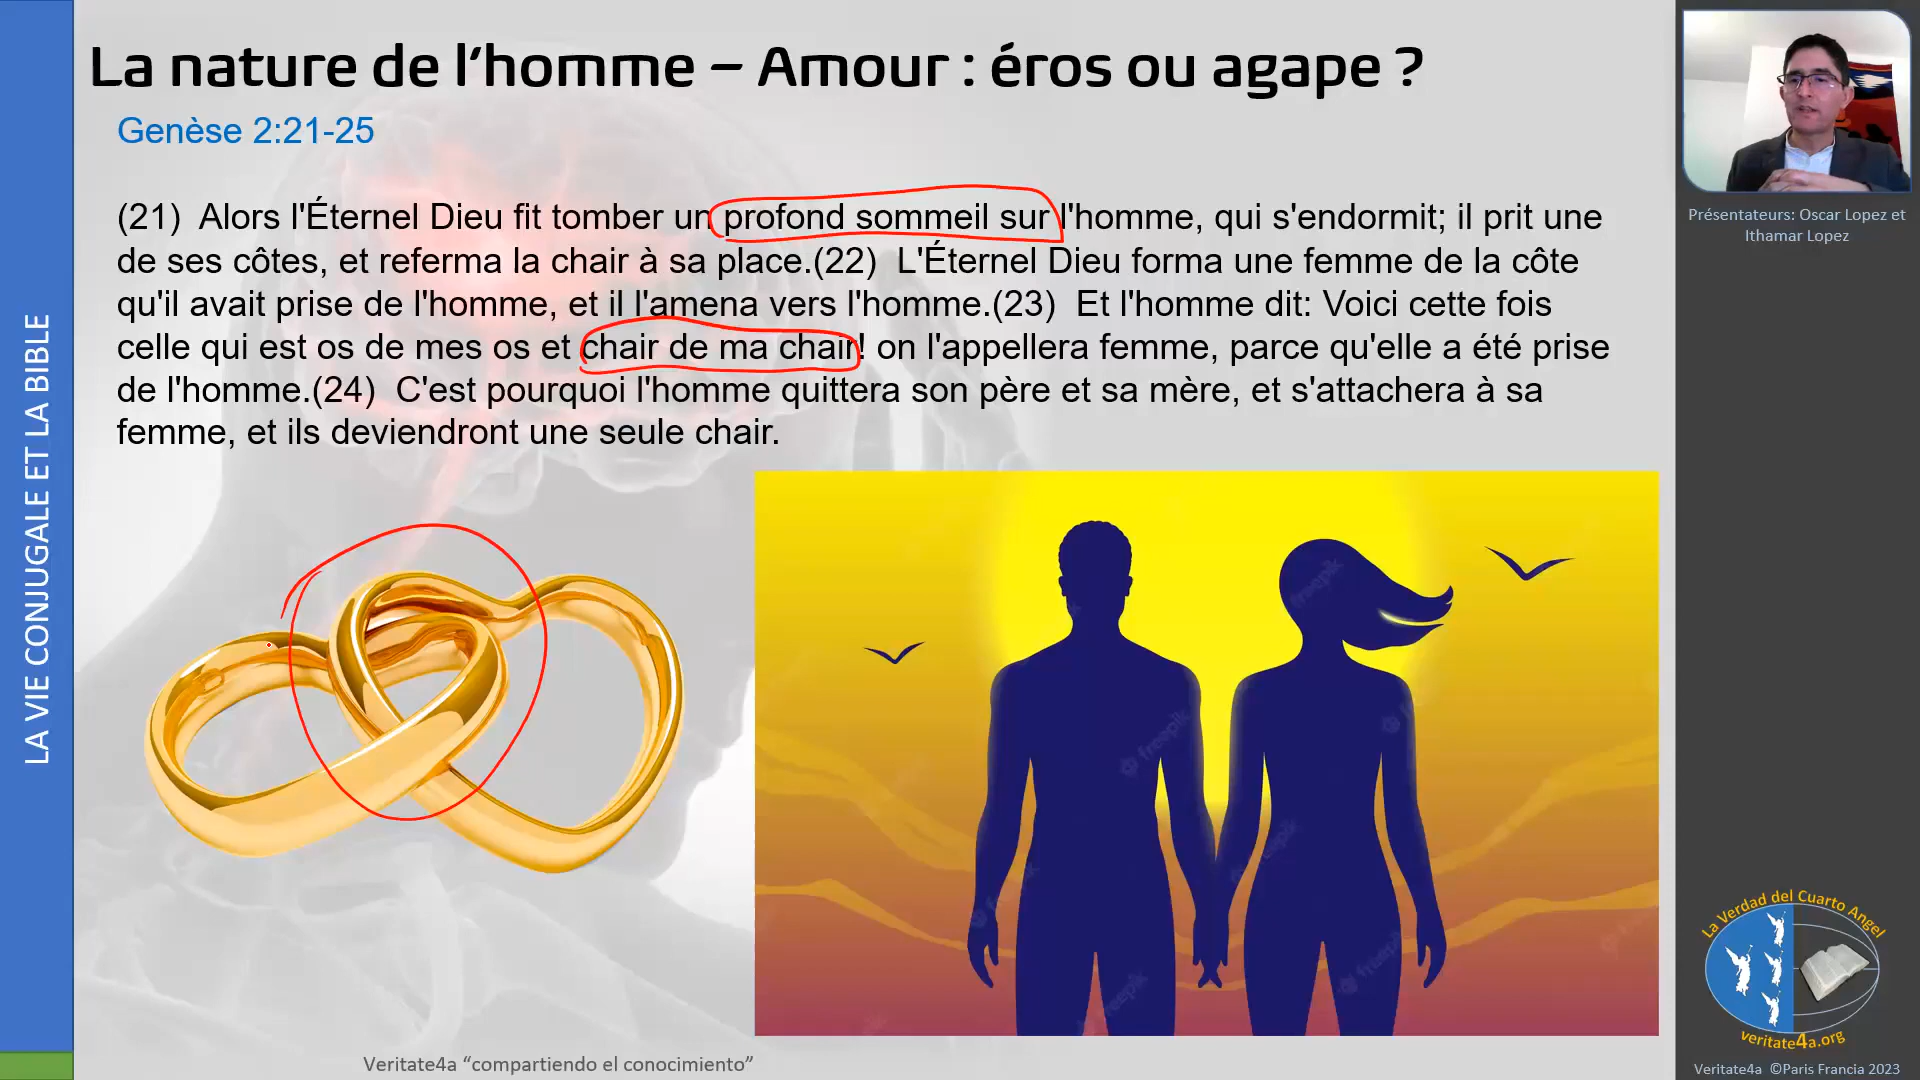 La nature de l'homme – Amour : éros ou agape ?
Genèse 2:21-25
(21)  Alors l'Éternel Dieu fit tomber un profond sommeil sur l'homme, qui s'endormit; il prit une
de ses côtes, et referma la chair à sa place.(22)  L'Éternel Dieu forma une femme de la côte
qu'il avait prise de l'homme, et il l'amena vers l'homme.(23)  Et l'homme dit: Voici cette fois
celle qui est os de mes os et chair de ma chair! on l'appellera femme, parce qu'elle a été prise
de l'homme.(24)  C'est pourquoi l'homme quittera son père et sa mère, et s'attachera à sa
femme, et ils deviendront une seule chair.
LA VIE CONJUGALE ET LA BIBLE
freepik
freepik
freepik
freepik
freepik
freepik
Veritate4a “compartiendo el conocimiento”
Présentateurs: Oscar Lopez et
Ithamar Lopez
La Verdad del Cuarto Angel
veritate4a.org
Veritate4a ©Paris Francia 2023